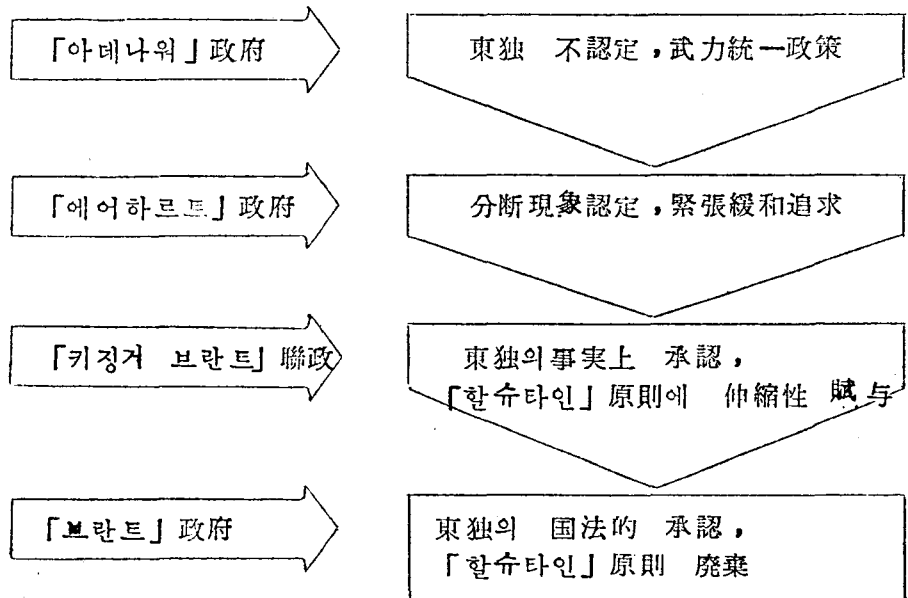 「아데나워」政府
東独 不認定,武力統一政策
「에어하르트」政府
分断現象認定,緊張緩和追求
「키징거 브란트」聯政
東独의事実上 承認,
「할슈타인」原則에 伸縮性 賦与
「브란트」政府
東独의 国法的 承認,
「할슈타인」原則 廃棄